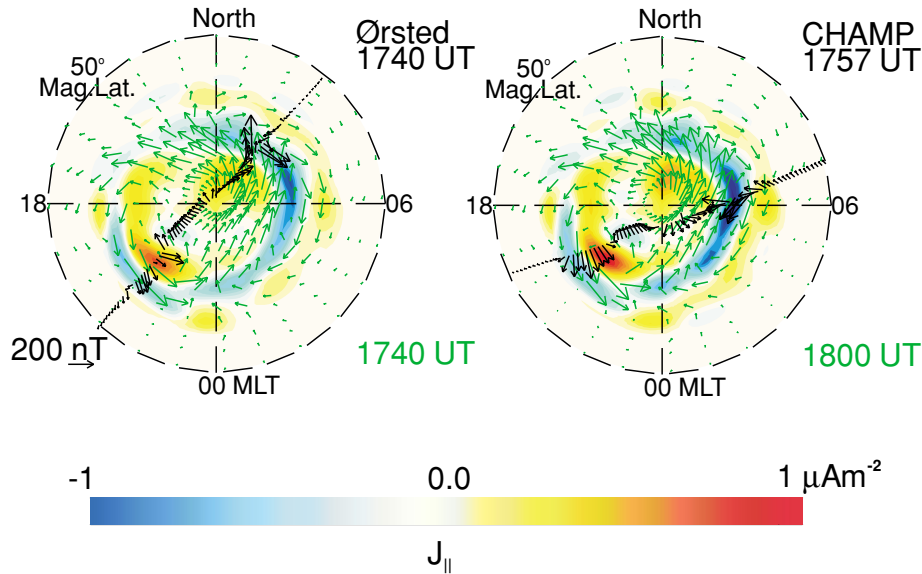 North
Ørsted
1740 UT
50°
Mag.Lat.
18
06
200 nT
00 MLT
1740 UT
North
CHAMP
1757 UT
50°
Mag.Lat.
18
06
00 MLT
1800 UT
-1
0.0
1 μAm⁻²
J||